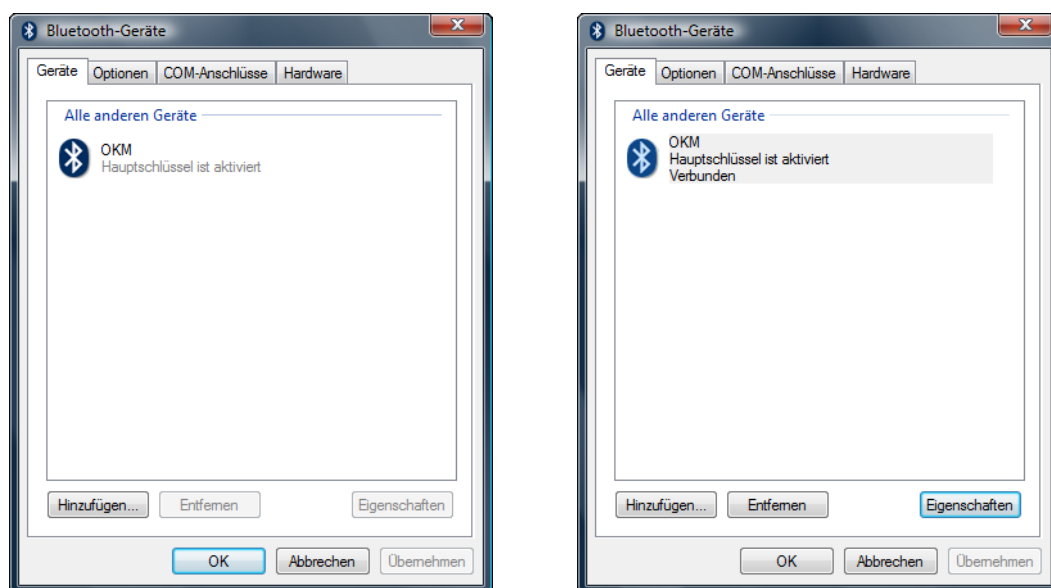 Bluetooth-Geräte
Geräte Optionen COM-Anschlüsse Hardware
Alle anderen Geräte
OKM
Hauptschlüssel ist aktiviert
Hinzufügen... Entfernen Eigenschaften
OK Abbrechen Übernehmen
Bluetooth-Geräte
Geräte Optionen COM-Anschlüsse Hardware
Alle anderen Geräte
OKM
Hauptschlüssel ist aktiviert
Verbunden
Hinzufügen... Entfernen Eigenschaften
OK Abbrechen Übernehmen